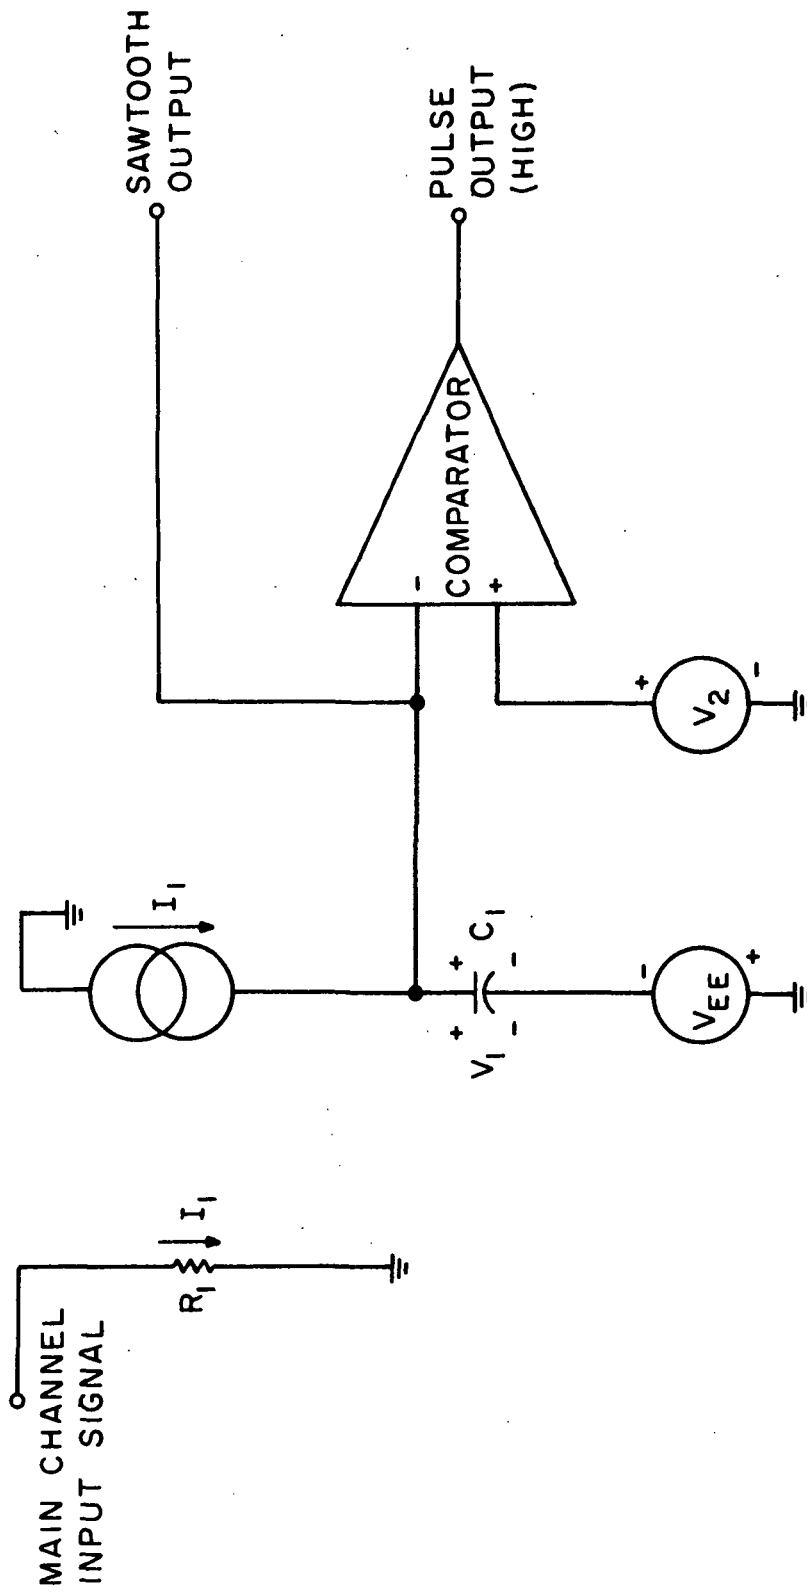 MAIN CHANNEL
INPUT SIGNAL
R1
I1
I1
+ +
V1 C1
- -
-
VEE
+
+
V2
-
-
COMPARATOR
+
SAWTOOTH
OUTPUT
PULSE
OUTPUT
(HIGH)